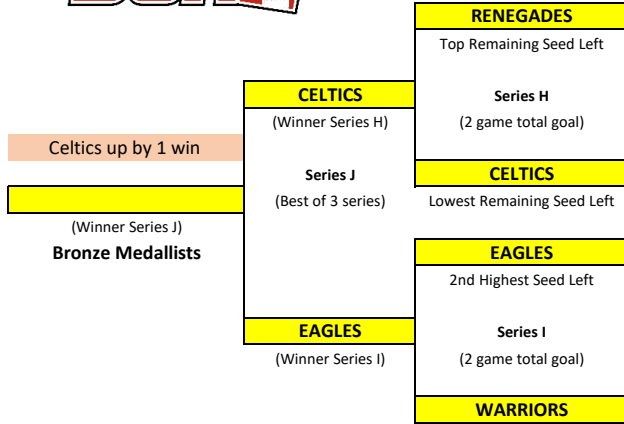 RENEGADES
Top Remaining Seed Left
CELTICS
Series H
(Winner Series H)
(2 game total goal)
Celtics up by 1 win
Series J
CELTICS
(Best of 3 series)
Lowest Remaining Seed Left
(Winner Series J)
Bronze Medallists
EAGLES
2nd Highest Seed Left
EAGLES
Series I
(Winner Series I)
(2 game total goal)
WARRIORS